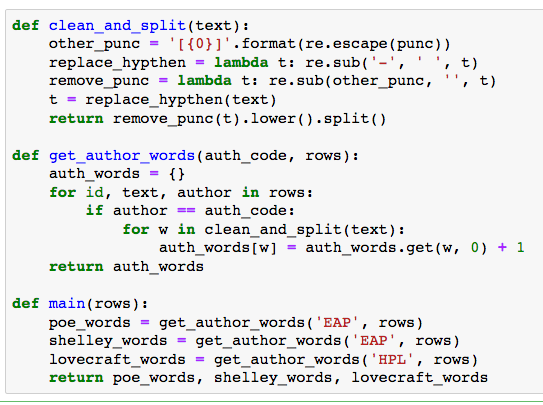 def clean_and_split(text):
    other_punc = '[{0}]'.format(re.escape(punc))
    replace_hypthen = lambda t: re.sub('-', ' ', t)
    remove_punc = lambda t: re.sub(other_punc, '', t)
    t = replace_hypthen(text)
    return remove_punc(t).lower().split()

def get_author_words(auth_code, rows):
    auth_words = {}
    for id, text, author in rows:
        if author == auth_code:
            for w in clean_and_split(text):
                auth_words[w] = auth_words.get(w, 0) + 1
    return auth_words

def main(rows):
    poe_words = get_author_words('EAP', rows)
    shelley_words = get_author_words('EAP', rows)
    lovecraft_words = get_author_words('HPL', rows)
    return poe_words, shelley_words, lovecraft_words